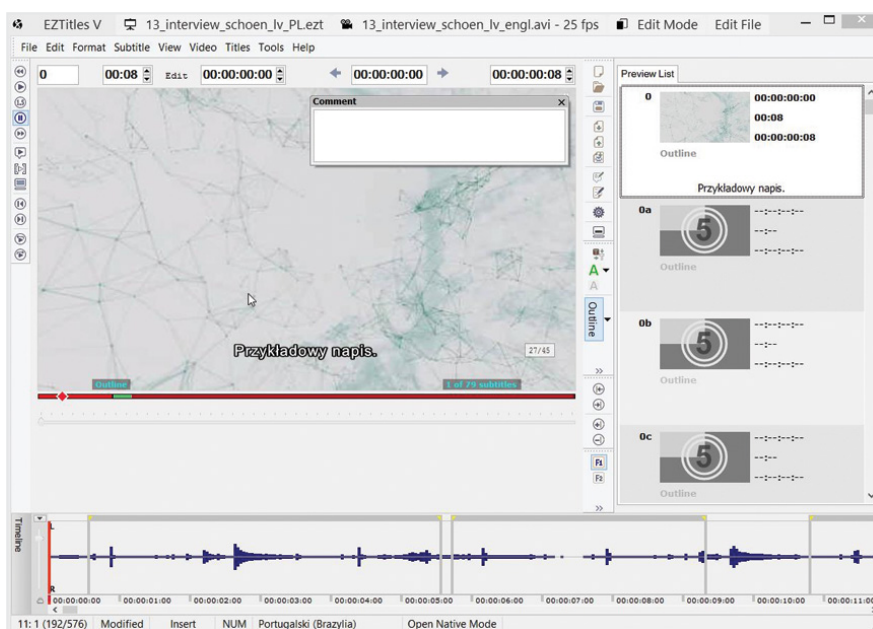 EZTitles V 13_interview_schoen_lv_PL.ezt 13_interview_schoen_lv_engl.avi - 25 fps Edit Mode Edit File
File Edit Format Subtitle View Video Titles Tools Help
0 00:08 Edit 00:00:00:00 00:00:00:00 00:00:00:08
Comment
Przykładowy napis.
27/45
Outline 1 of 79 subtitles
Outline
F1
F2
Preview List
0 00:00:00:00
00:08
00:00:00:08
Outline
Przykładowy napis.
0a --:--:--:--
5 --:--
--:--:--:--
Outline
0b --:--:--:--
5 --:--
--:--:--:--
Outline
0c --:--:--:--
5 --:--
--:--:--:--
Outline
Timeline
L
R
00:00:00:00 00:00:01:00 00:00:02:00 00:00:03:00 00:00:04:00 00:00:05:00 00:00:06:00 00:00:07:00 00:00:08:00 00:00:09:00 00:00:10:00 00:00:11:00
11: 1 (192/576) Modified Insert NUM Portugalski (Brazylia) Open Native Mode